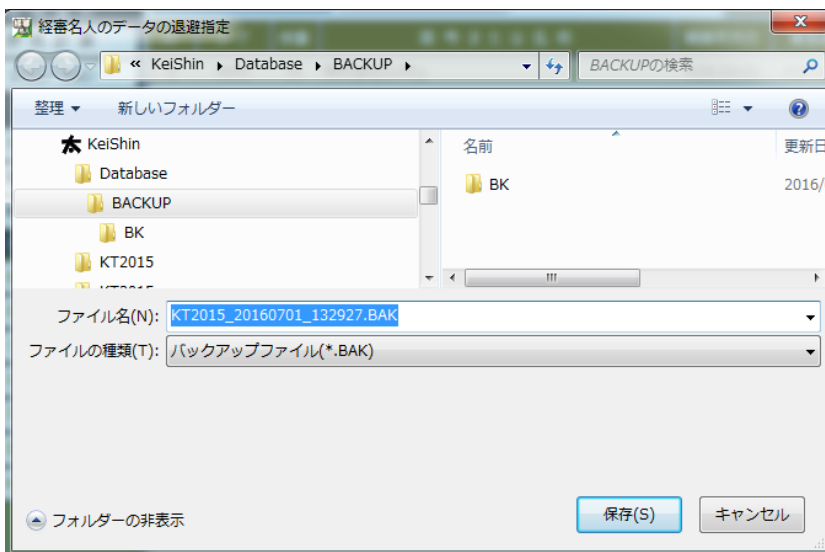 経審名人のデータの退避指定
« KeiShin ▸ Database ▸ BACKUP ▸
BACKUPの検索
整理 ▼ 新しいフォルダー
KeiShin
Database
BACKUP
BK
KT2015
名前
更新日
BK
2016/
ファイル名(N): KT2015_20160701_132927.BAK
ファイルの種類(T): バックアップファイル(*.BAK)
フォルダーの非表示
保存(S)
キャンセル